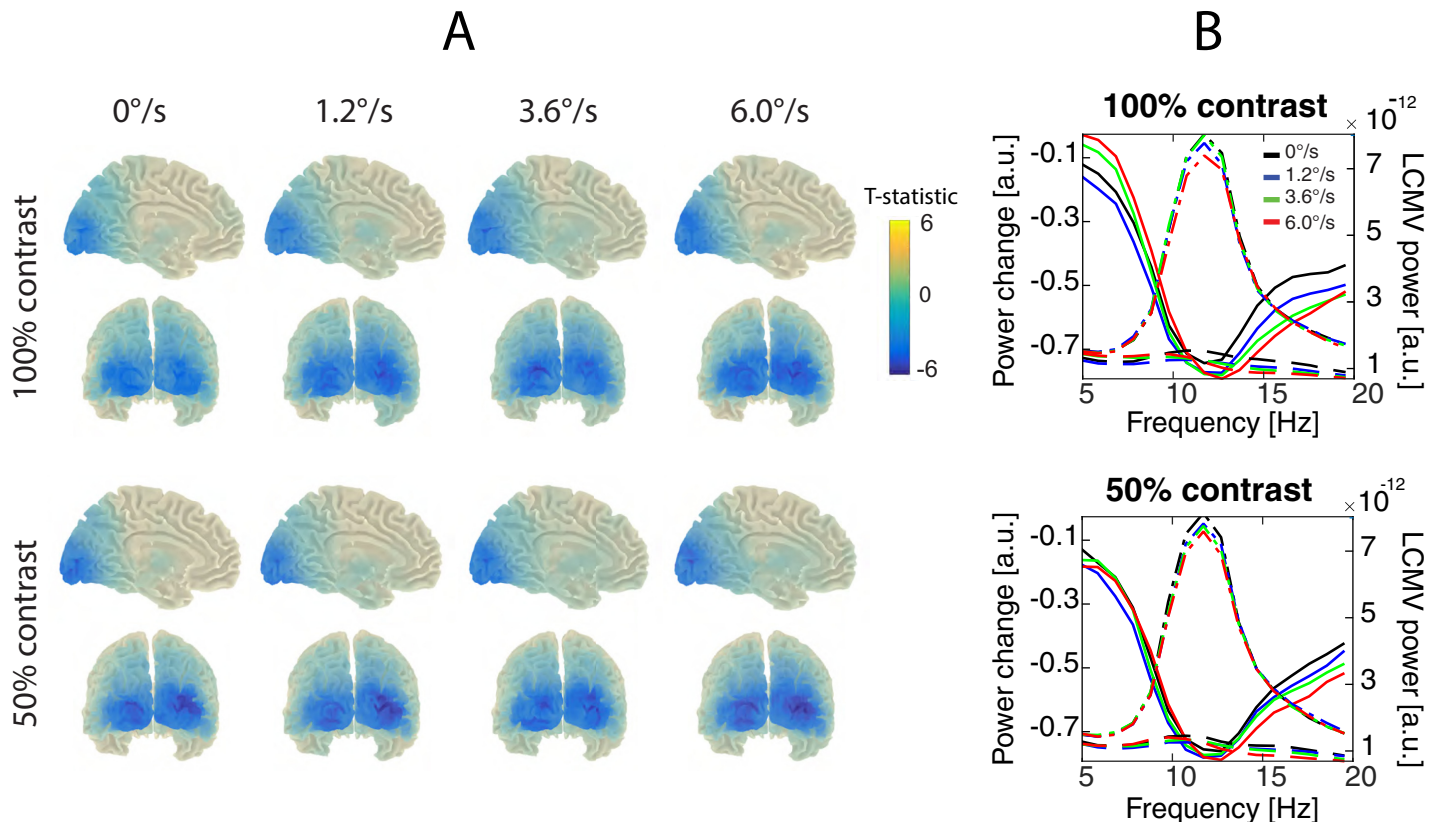 A
B
0°/s 1.2°/s 3.6°/s 6.0°/s
100% contrast
50% contrast
T-statistic
6
0
-6
100% contrast
× 10⁻¹²
Power change [a.u.]
-0.1
-0.3
-0.5
-0.7
0°/s
1.2°/s
3.6°/s
6.0°/s
7
5
3
1
LCMV power [a.u.]
5 10 15 20
Frequency [Hz]
50% contrast
× 10⁻¹²
Power change [a.u.]
-0.1
-0.3
-0.5
-0.7
7
5
3
1
LCMV power [a.u.]
5 10 15 20
Frequency [Hz]